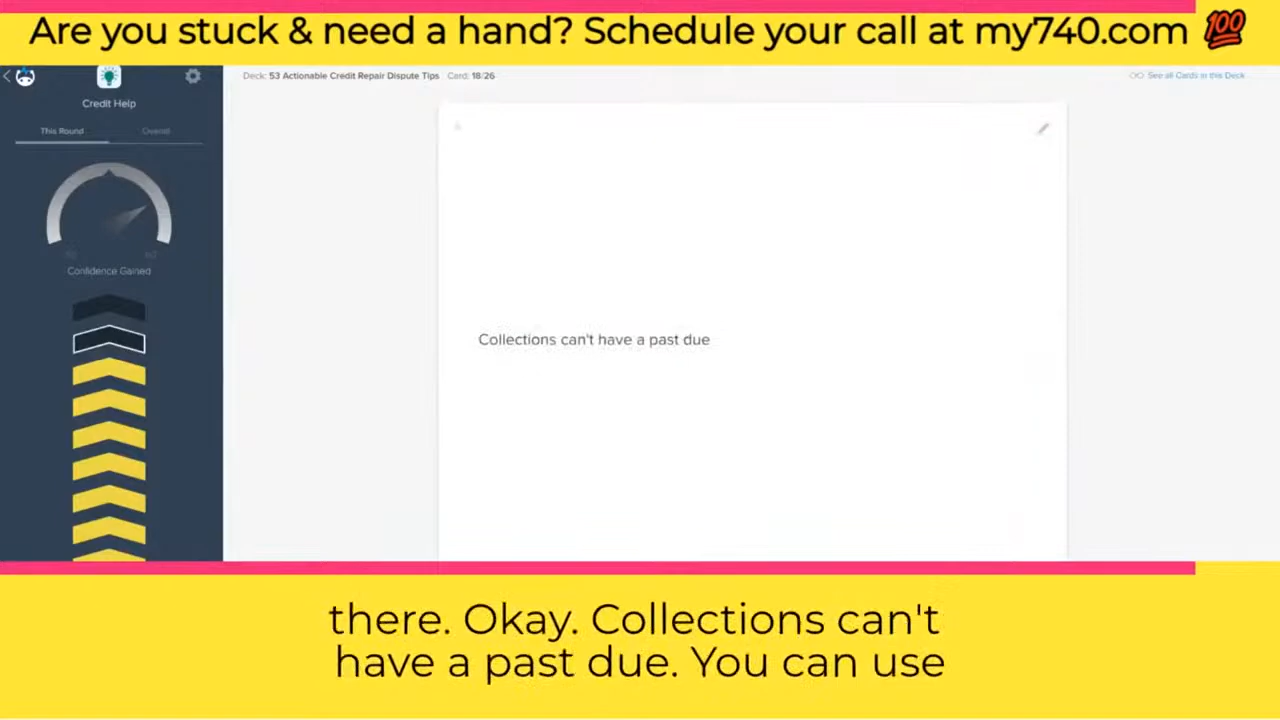 Are you stuck & need a hand? Schedule your call at my740.com 💯
Deck: 53 Actionable Credit Repair Dispute Tips Card: 18/26
See all Cards in this Deck
Credit Help
This Round
Overall
Confidence Gained
Collections can't have a past due
there. Okay. Collections can't
have a past due. You can use